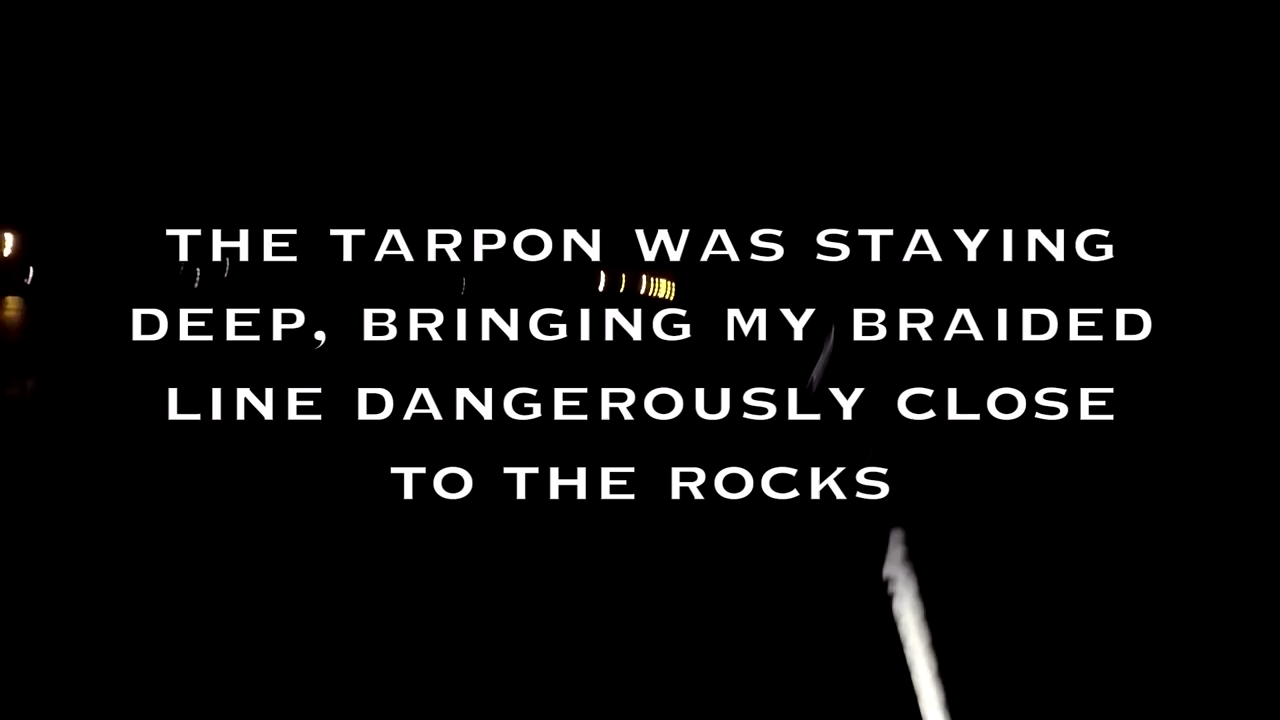 THE TARPON WAS STAYING
DEEP, BRINGING MY BRAIDED
LINE DANGEROUSLY CLOSE
TO THE ROCKS